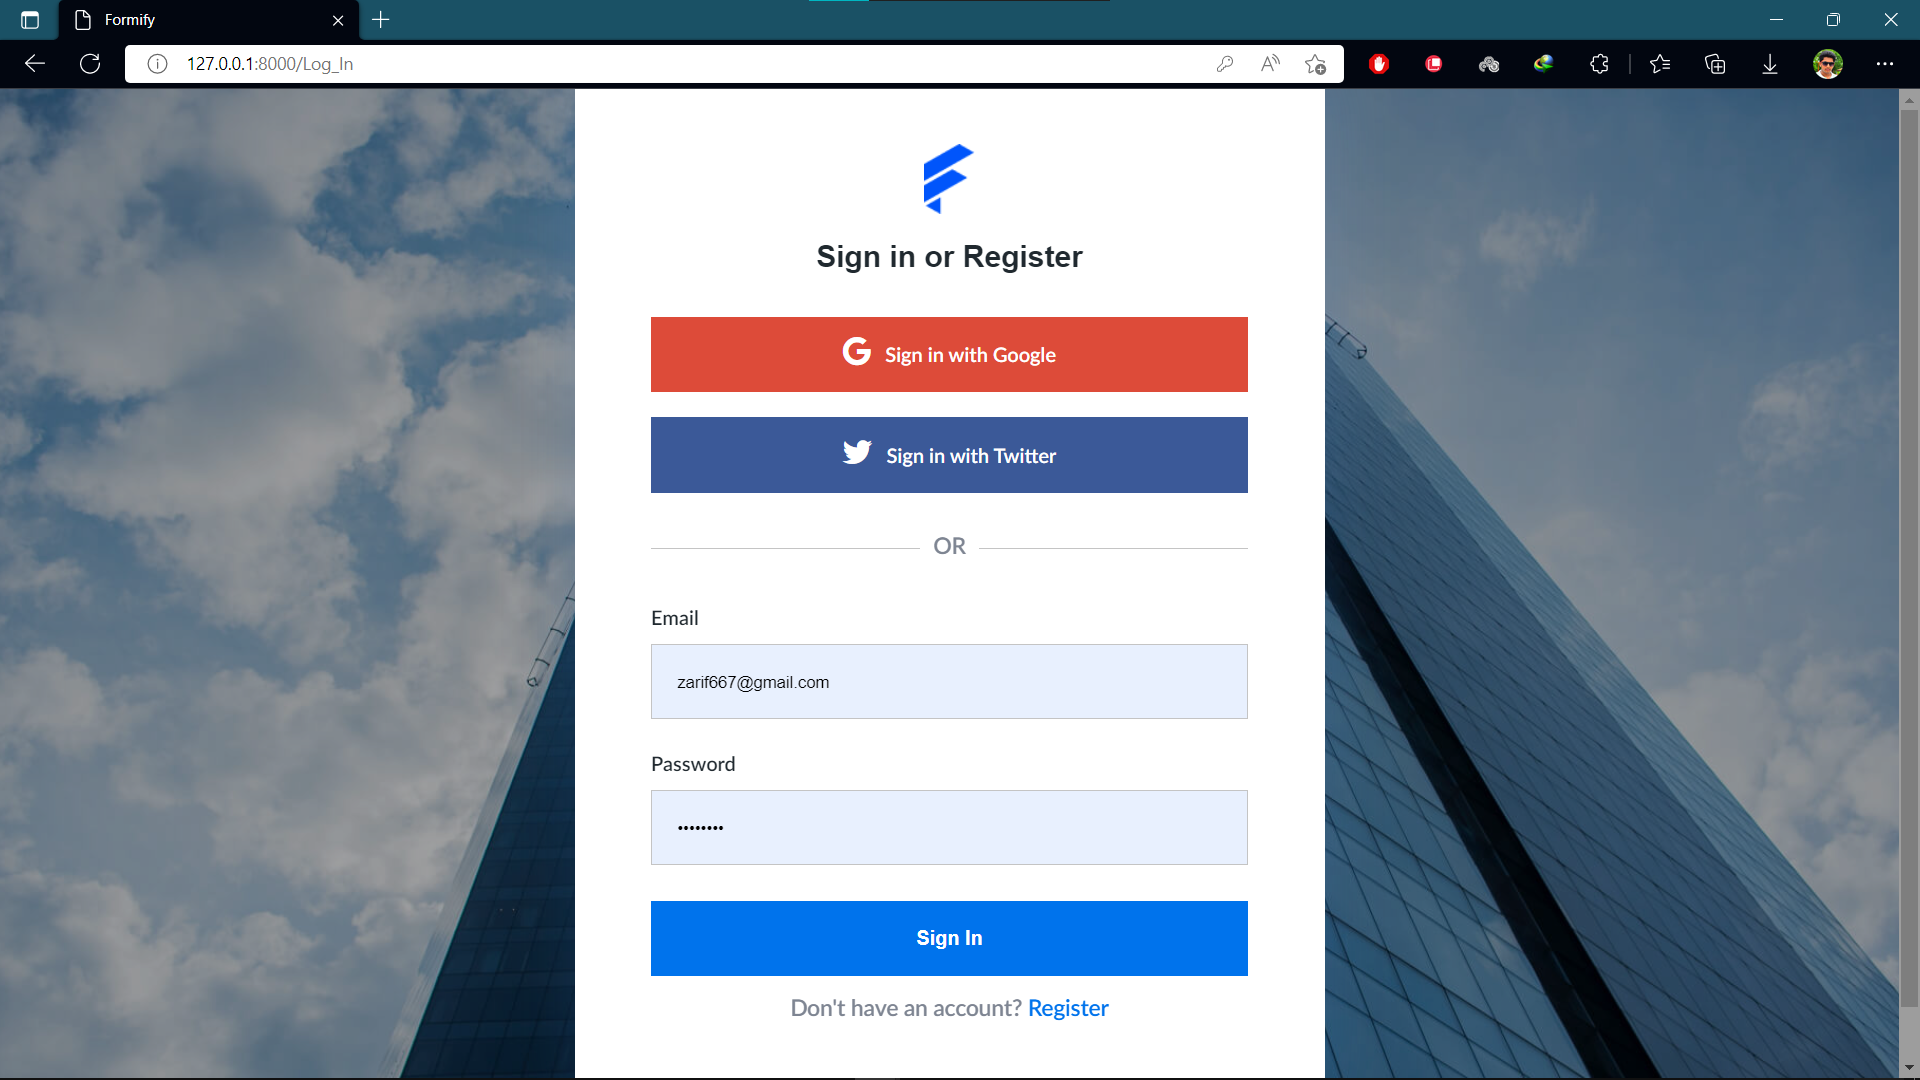 Formify
127.0.0.1:8000/Log_In
Sign in or Register
Sign in with Google
Sign in with Twitter
OR
Email
zarif667@gmail.com
Password
••••••••
Sign In
Don't have an account? Register